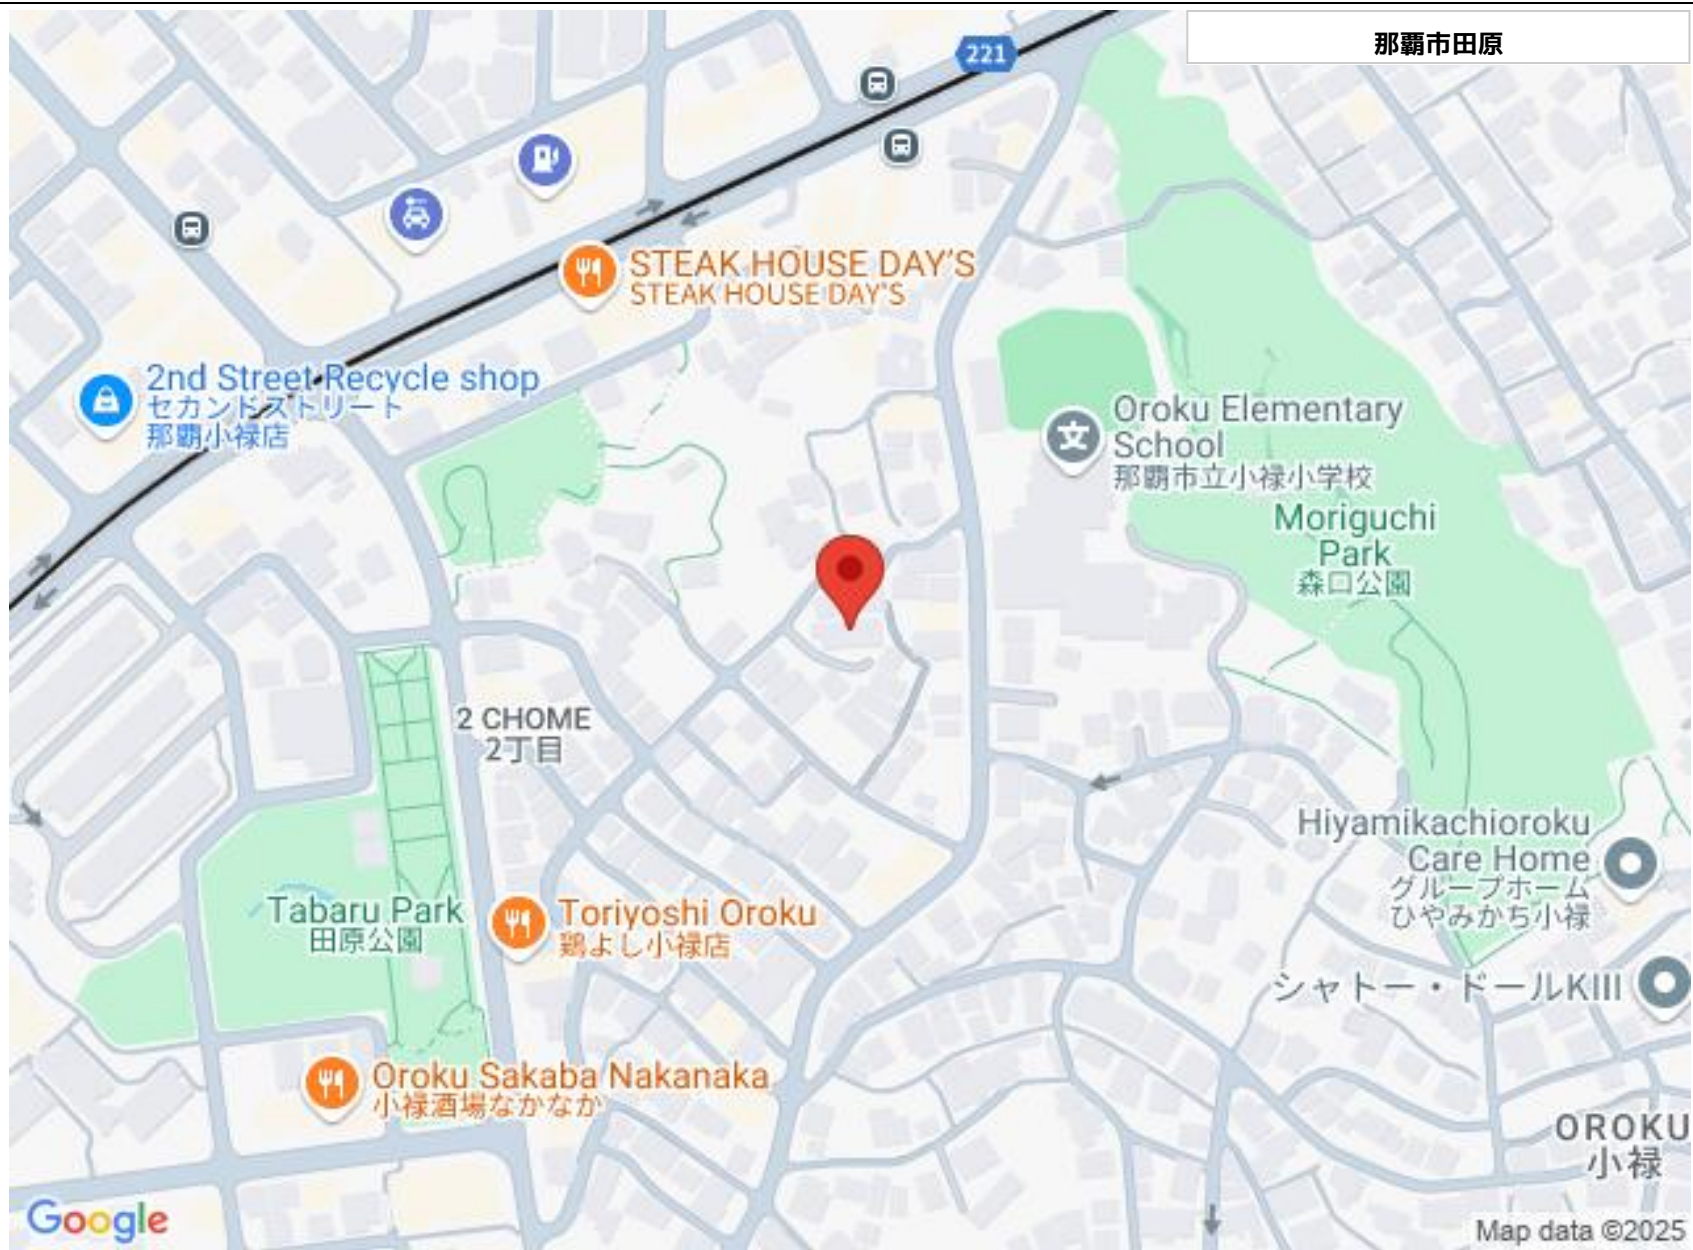 那覇市田原
221
STEAK HOUSE DAY'S
STEAK HOUSE DAY'S
2nd Street Recycle shop
セカンドストリート
那覇小禄店
Oroku Elementary
School
那覇市立小禄小学校
文
Moriguchi
Park
森口公園
2 CHOME
2丁目
Hiyamikachioroku
Care Home
グループホーム
ひやみかち小禄
Tabaru Park
田原公園
Toriyoshi Oroku
鶏よし小禄店
シャトー・ドールKIII
Oroku Sakaba Nakanaka
小禄酒場なかなか
OROKU
小禄
Google
Map data ©2025